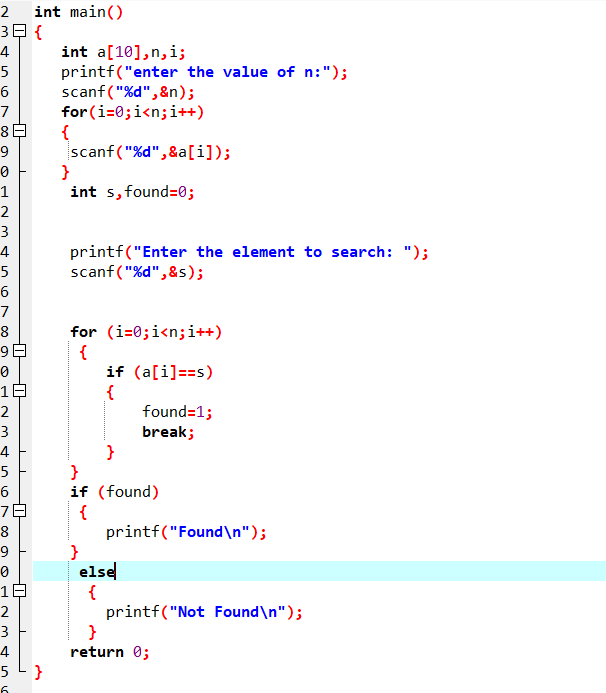 2 int main()
3 {
4 int a[10],n,i;
5 printf("enter the value of n:");
6 scanf("%d",&n);
7 for(i=0;i<n;i++)
8 {
9 scanf("%d",&a[i]);
0 }
1 int s,found=0;
2
3
4 printf("Enter the element to search: ");
5 scanf("%d",&s);
6
7
8 for (i=0;i<n;i++)
9 {
0 if (a[i]==s)
1 {
2 found=1;
3 break;
4 }
5 }
6 if (found)
7 {
8 printf("Found\n");
9 }
0 else
1 {
2 printf("Not Found\n");
3 }
4 return 0;
5 }
6